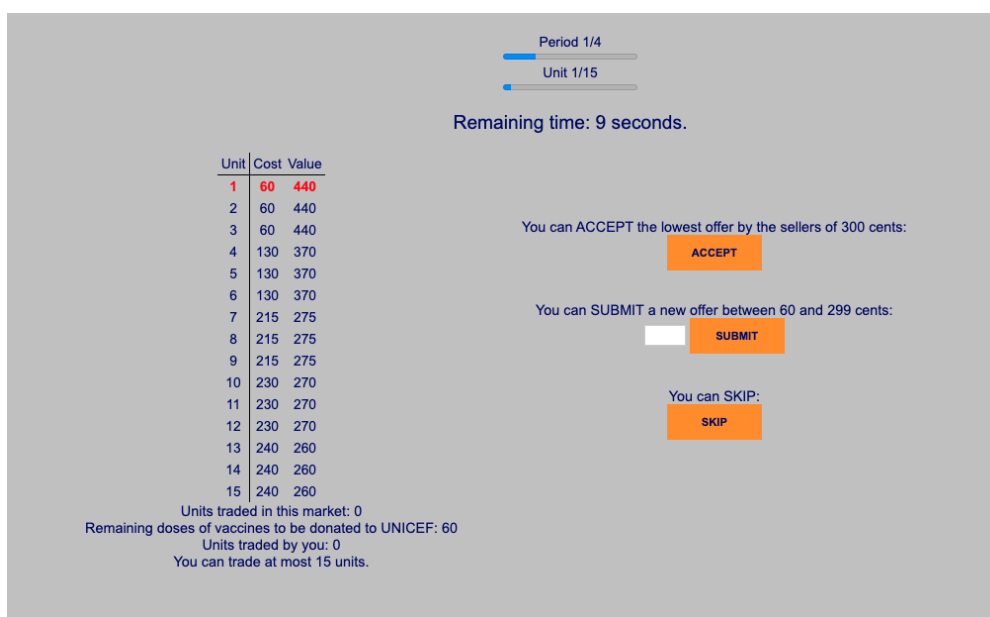 Period 1/4
Unit 1/15
Remaining time: 9 seconds.
Unit Cost Value
1 60 440
2 60 440
3 60 440
4 130 370
5 130 370
6 130 370
7 215 275
8 215 275
9 215 275
10 230 270
11 230 270
12 230 270
13 240 260
14 240 260
15 240 260
Units traded in this market: 0
Remaining doses of vaccines to be donated to UNICEF: 60
Units traded by you: 0
You can trade at most 15 units.
You can ACCEPT the lowest offer by the sellers of 300 cents:
ACCEPT
You can SUBMIT a new offer between 60 and 299 cents:
SUBMIT
You can SKIP:
SKIP